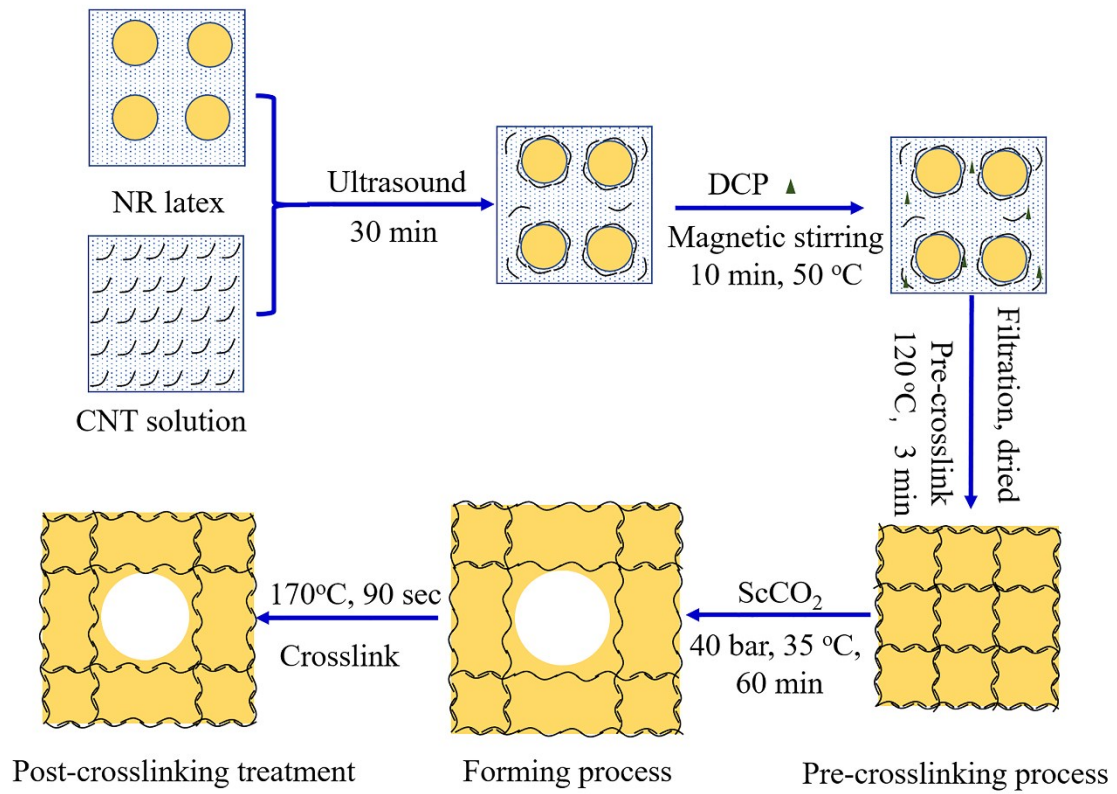 NR latex
CNT solution
Ultrasound
30 min
DCP
Magnetic stirring
10 min, 50 °C
Filtration, dried
Pre-crosslink
120 °C, 3 min
ScCO₂
40 bar, 35 °C,
60 min
170°C, 90 sec
Crosslink
Post-crosslinking treatment
Forming process
Pre-crosslinking process